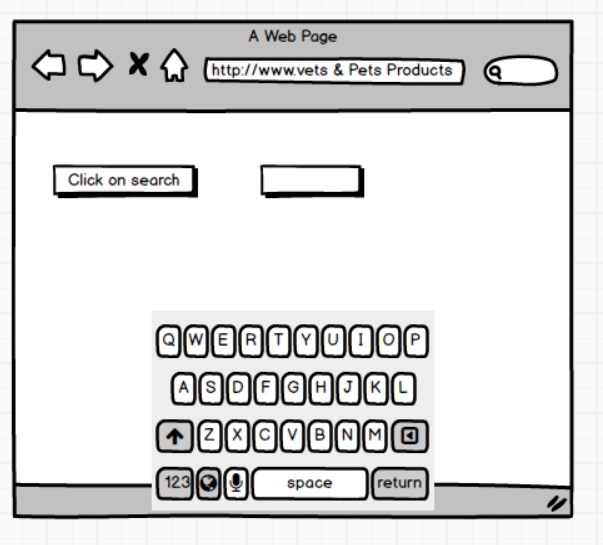 A Web Page
http://www.vets & Pets Products
Click on search
Q W E R T Y U I O P
A S D F G H J K L
Z X C V B N M
123 space return